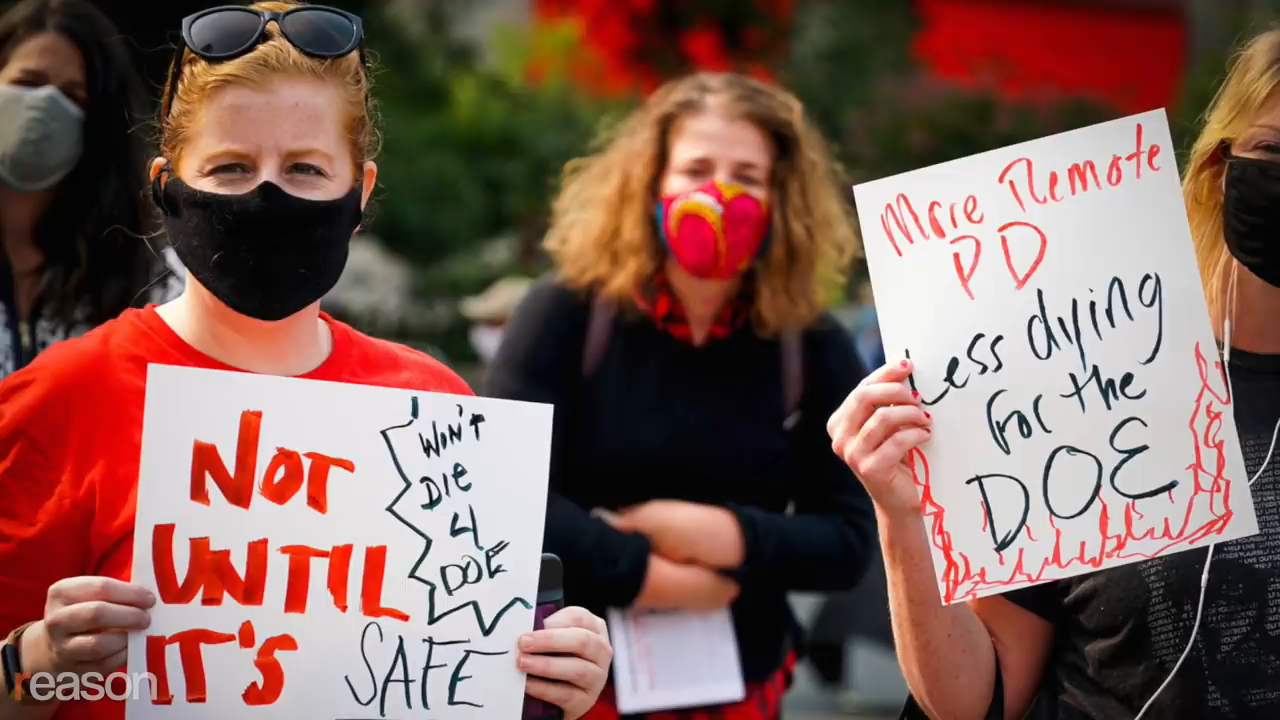 NOT
UNTIL
IT'S
SAFE
WON'T
DIE
4
DOE
More Remote
PD
Less dying
for the
DOE
reason